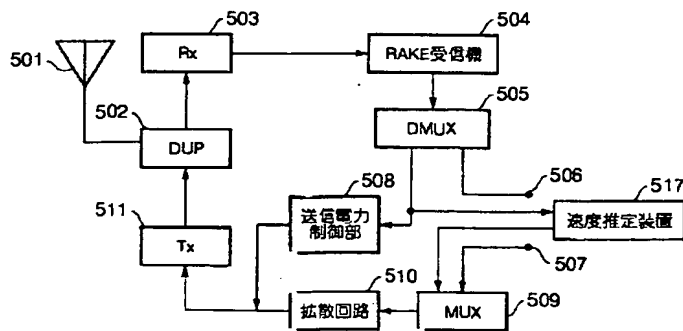 503
504
Rx
RAKE受信機
501
505
502
DMUX
DUP
506
508
517
511
送信電力
制御部
速度推定装置
Tx
507
510
拡散回路
MUX
509